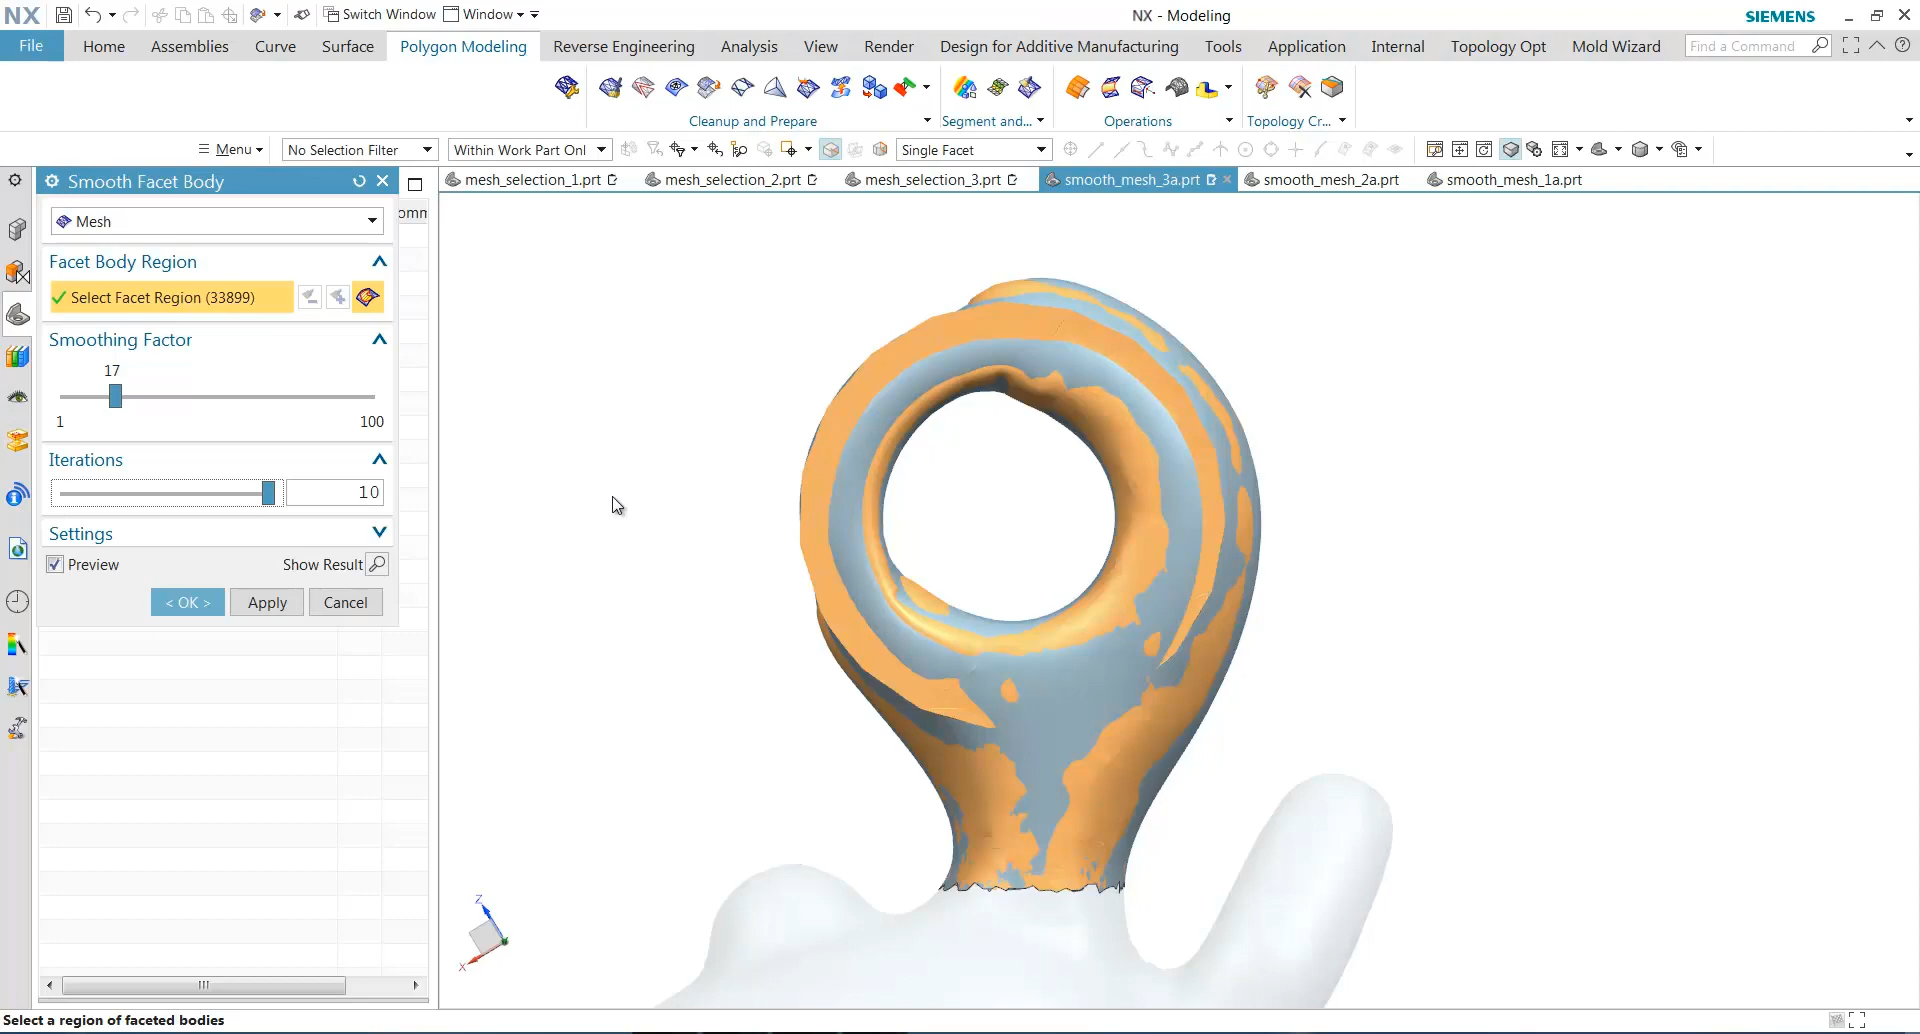 NX
Switch Window
Window
NX - Modeling
SIEMENS
File
Home
Assemblies
Curve
Surface
Polygon Modeling
Reverse Engineering
Analysis
View
Render
Design for Additive Manufacturing
Tools
Application
Internal
Topology Opt
Mold Wizard
Find a Command
Cleanup and Prepare
Segment and...
Operations
Topology Cr...
Menu
No Selection Filter
Within Work Part Onl
Single Facet
Smooth Facet Body
mesh_selection_1.prt
mesh_selection_2.prt
mesh_selection_3.prt
smooth_mesh_3a.prt
smooth_mesh_2a.prt
smooth_mesh_1a.prt
omm
Mesh
Facet Body Region
Select Facet Region (33899)
Smoothing Factor
17
1
100
Iterations
10
Settings
Preview
Show Result
< OK >
Apply
Cancel
Z
X
Select a region of faceted bodies